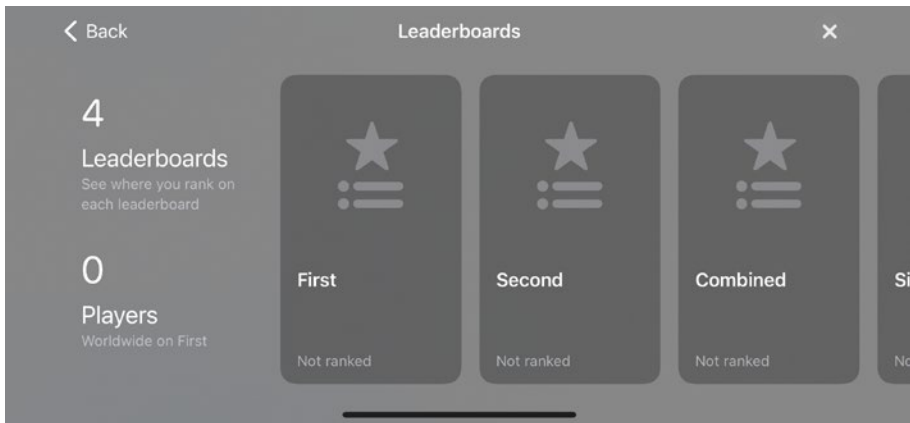 Back
Leaderboards
4
Leaderboards
See where you rank on
each leaderboard
0
Players
Worldwide on First
First
Not ranked
Second
Not ranked
Combined
Not ranked